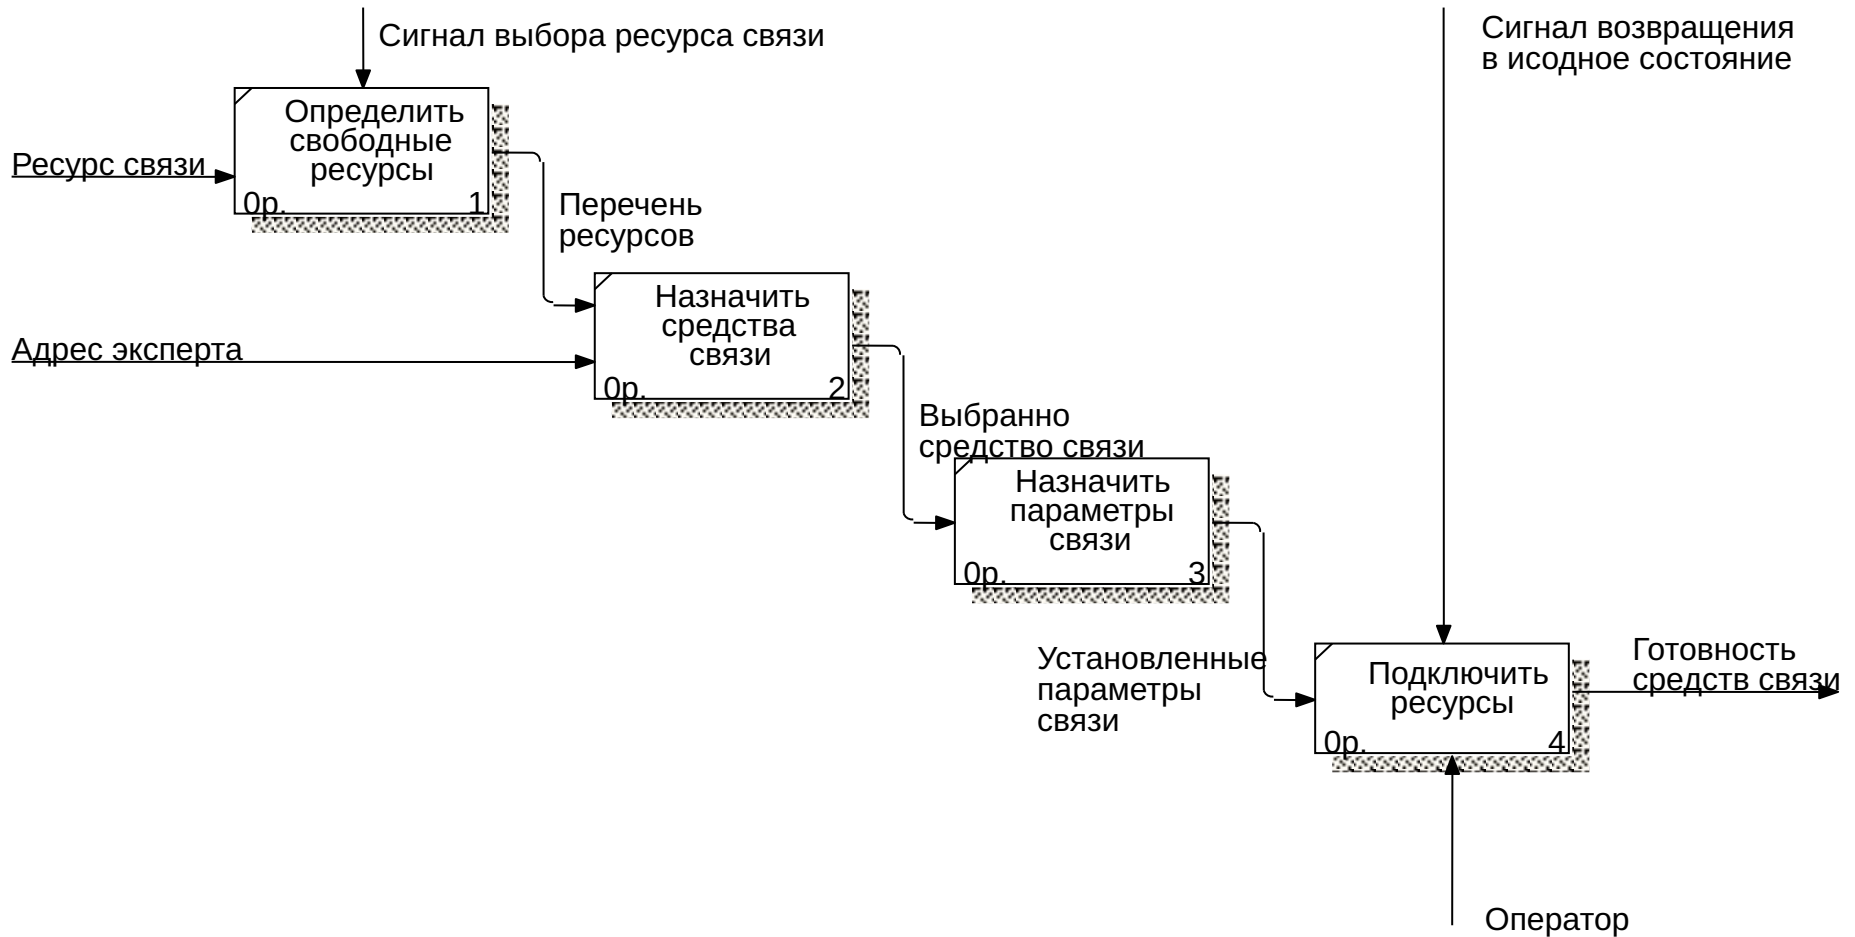 Сигнал выбора ресурса связи
Сигнал возвращения
в исодное состояние
Определить
свободные
ресурсы
0р. 1
Ресурс связи
Перечень
ресурсов
Назначить
средства
связи
0р. 2
Адрес эксперта
Выбранно
средство связи
Назначить
параметры
связи
0р. 3
Установленные
параметры
связи
Подключить
ресурсы
0р. 4
Готовность
средств связи
Оператор